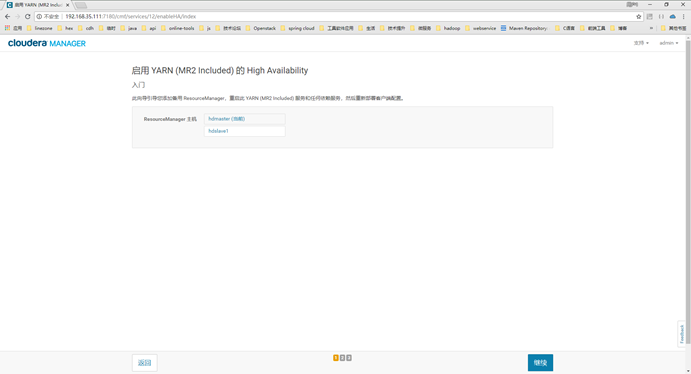 启用 YARN (MR2 Inclu
不安全 | 192.168.35.111:7180/cmf/services/12/enableHA/index
应用 linezone hex cdh 临时 java api online-tools js 技术论坛 Openstack spring cloud 工具软件应用 生活 技术提升 微服务 hadoop webservice Maven Repository: C语言 前端工具 博客 » 其他书签
cloudera MANAGER 支持 admin
启用 YARN (MR2 Included) 的 High Availability
入门
此向导引导您添加备用 ResourceManager，重启此 YARN (MR2 Included) 服务和任何依赖服务，然后重新部署客户端配置。
ResourceManager 主机 hdmaster (当前)
hdslave1
Feedback
返回 1 2 3 继续